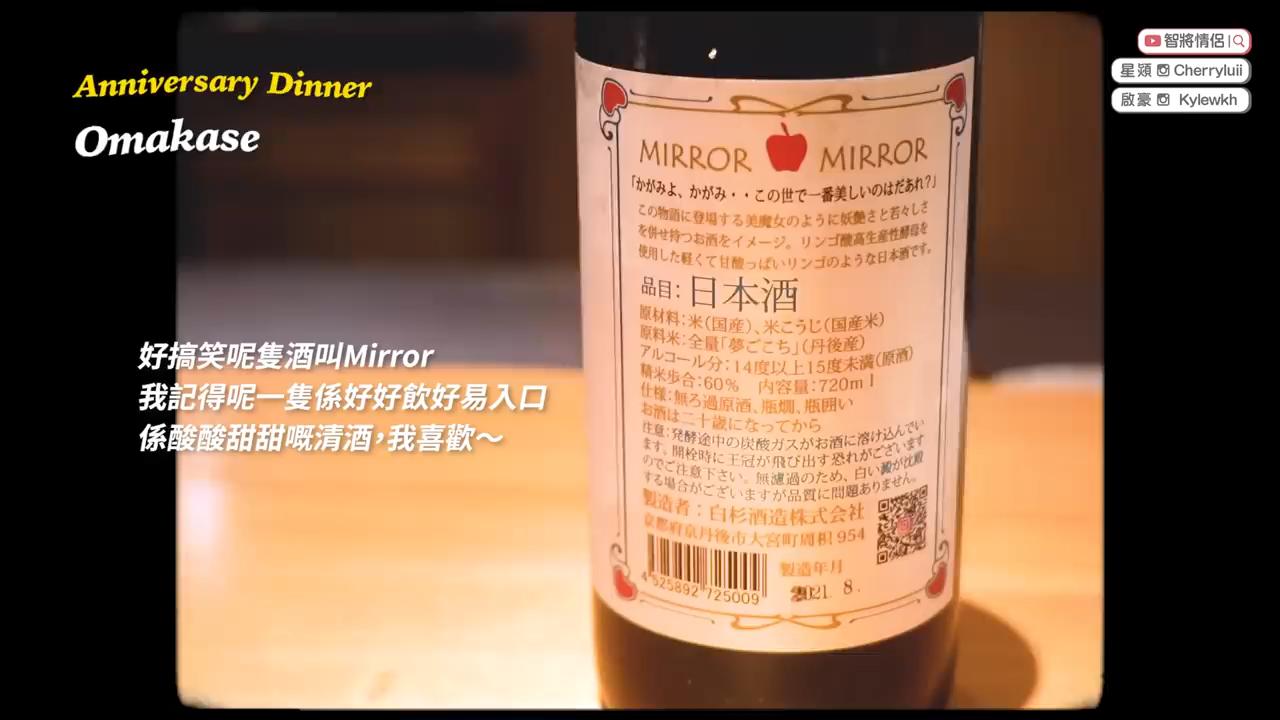 Anniversary Dinner
Omakase
智將情侶
星潁 Cherryluii
啟豪 Kylewkh
好搞笑呢隻酒叫Mirror
我記得呢一隻係好好飲好易入口
係酸酸甜甜嘅清酒，我喜歡～
MIRROR MIRROR
「かがみよ、かがみ・・この世で一番美しいのはだあれ？」
この物語に登場する美魔女のように妖艶さと若々しさ
を併せ持つお酒をイメージ。リンゴ酸高生産性酵母を
使用した軽くて甘酸っぱいリンゴのような日本酒です。
品目：日本酒
原材料：米（国産）、米こうじ（国産米）
原料米：全量「夢ごこち」（丹後産）
アルコール分：14度以上15度未満（原酒）
精米歩合：60％　内容量：720ml
仕様：無ろ過原酒、瓶燗、瓶囲い
お酒は二十歳になってから
注意：発酵途中の炭酸ガスがお酒に溶け込んでい
ます。開栓時に王冠が飛び出す恐れがございます
のでご注意下さい。無濾過のため、白い澱が沈殿
する場合がございますが品質に問題ありません。
製造者：白杉酒造株式会社
京都府京丹後市大宮町周枳954
製造年月
2021. 8.
4 525892 725009